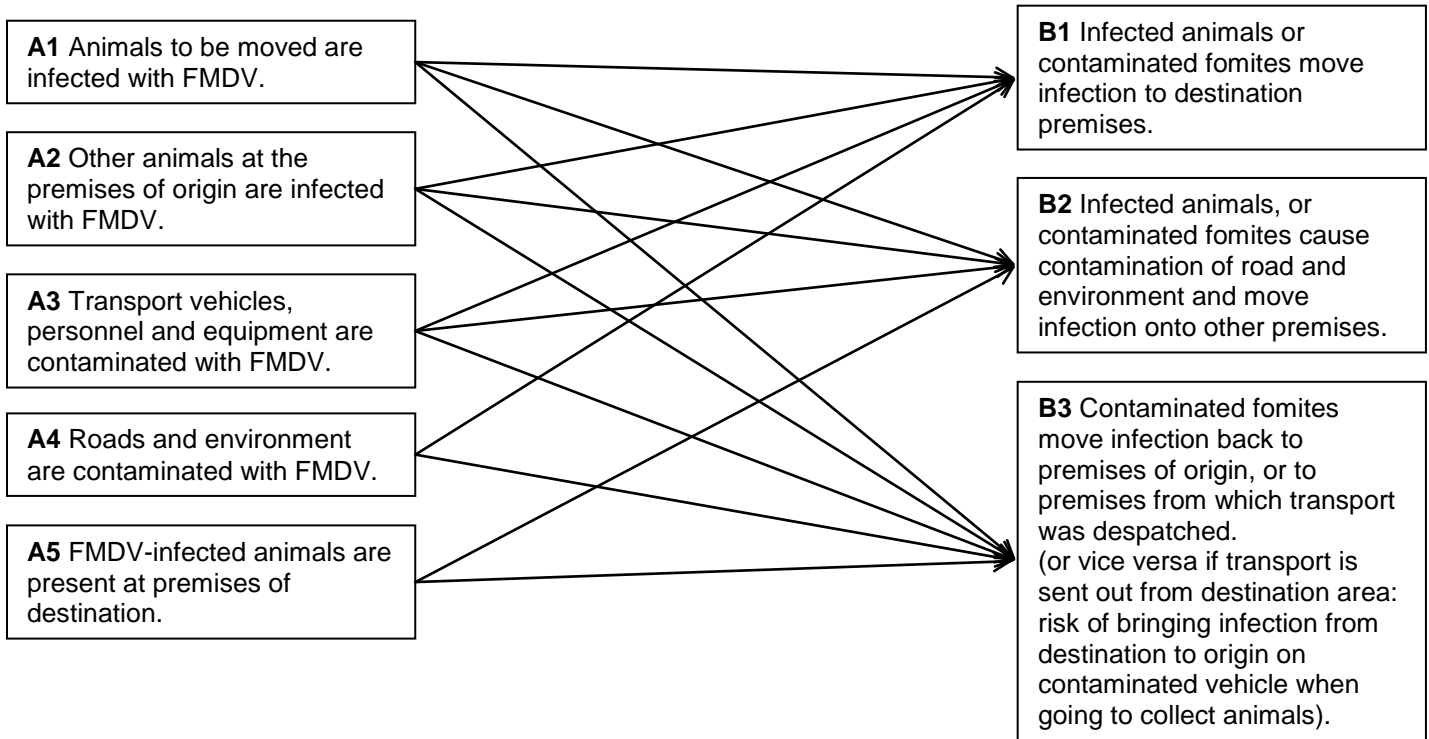 A1 Animals to be moved are
infected with FMDV.
A2 Other animals at the
premises of origin are infected
with FMDV.
A3 Transport vehicles,
personnel and equipment are
contaminated with FMDV.
A4 Roads and environment
are contaminated with FMDV.
A5 FMDV-infected animals are
present at premises of
destination.
B1 Infected animals or
contaminated fomites move
infection to destination
premises.
B2 Infected animals, or
contaminated fomites cause
contamination of road and
environment and move
infection onto other premises.
B3 Contaminated fomites
move infection back to
premises of origin, or to
premises from which transport
was despatched.
(or vice versa if transport is
sent out from destination area:
risk of bringing infection from
destination to origin on
contaminated vehicle when
going to collect animals).